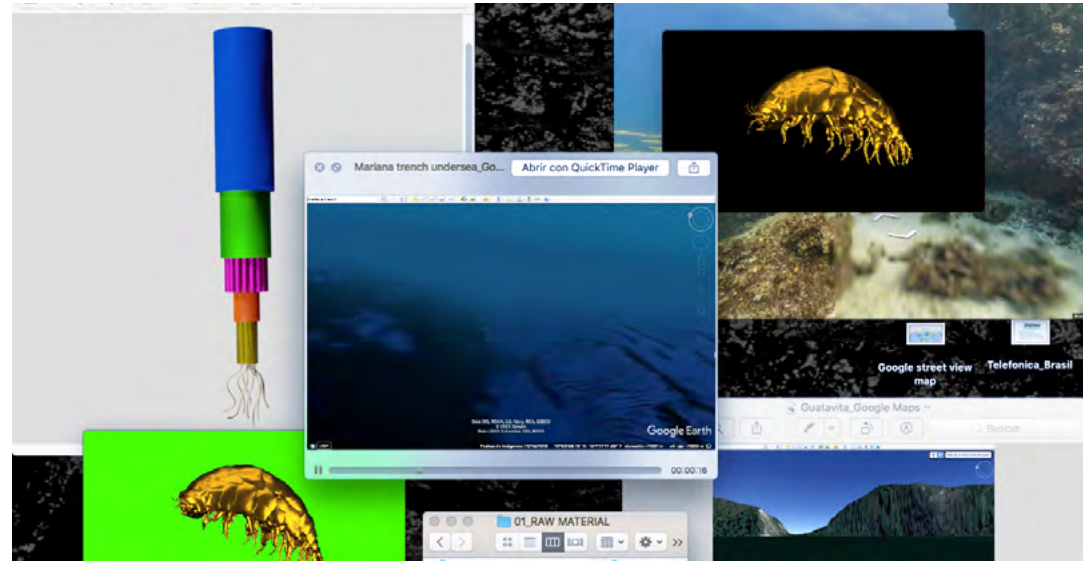 Mariana trench undersea_Go...
Abrir con QuickTime Player
Google Earth
00:00:16
Google street view
map
Telefonica_Brasil
Guatavita_Google Maps
Buscar
01_RAW MATERIAL